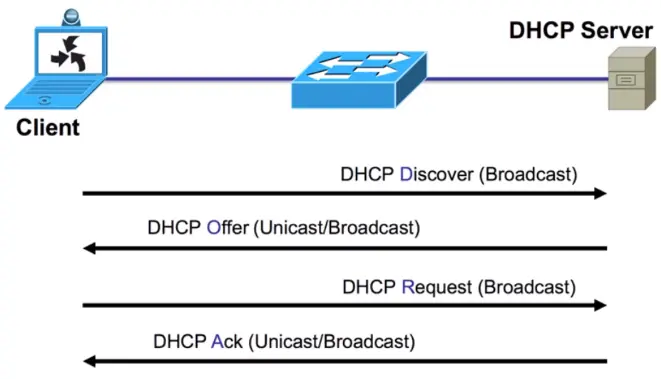 DHCP Server
Client
DHCP Discover (Broadcast)
DHCP Offer (Unicast/Broadcast)
DHCP Request (Broadcast)
DHCP Ack (Unicast/Broadcast)